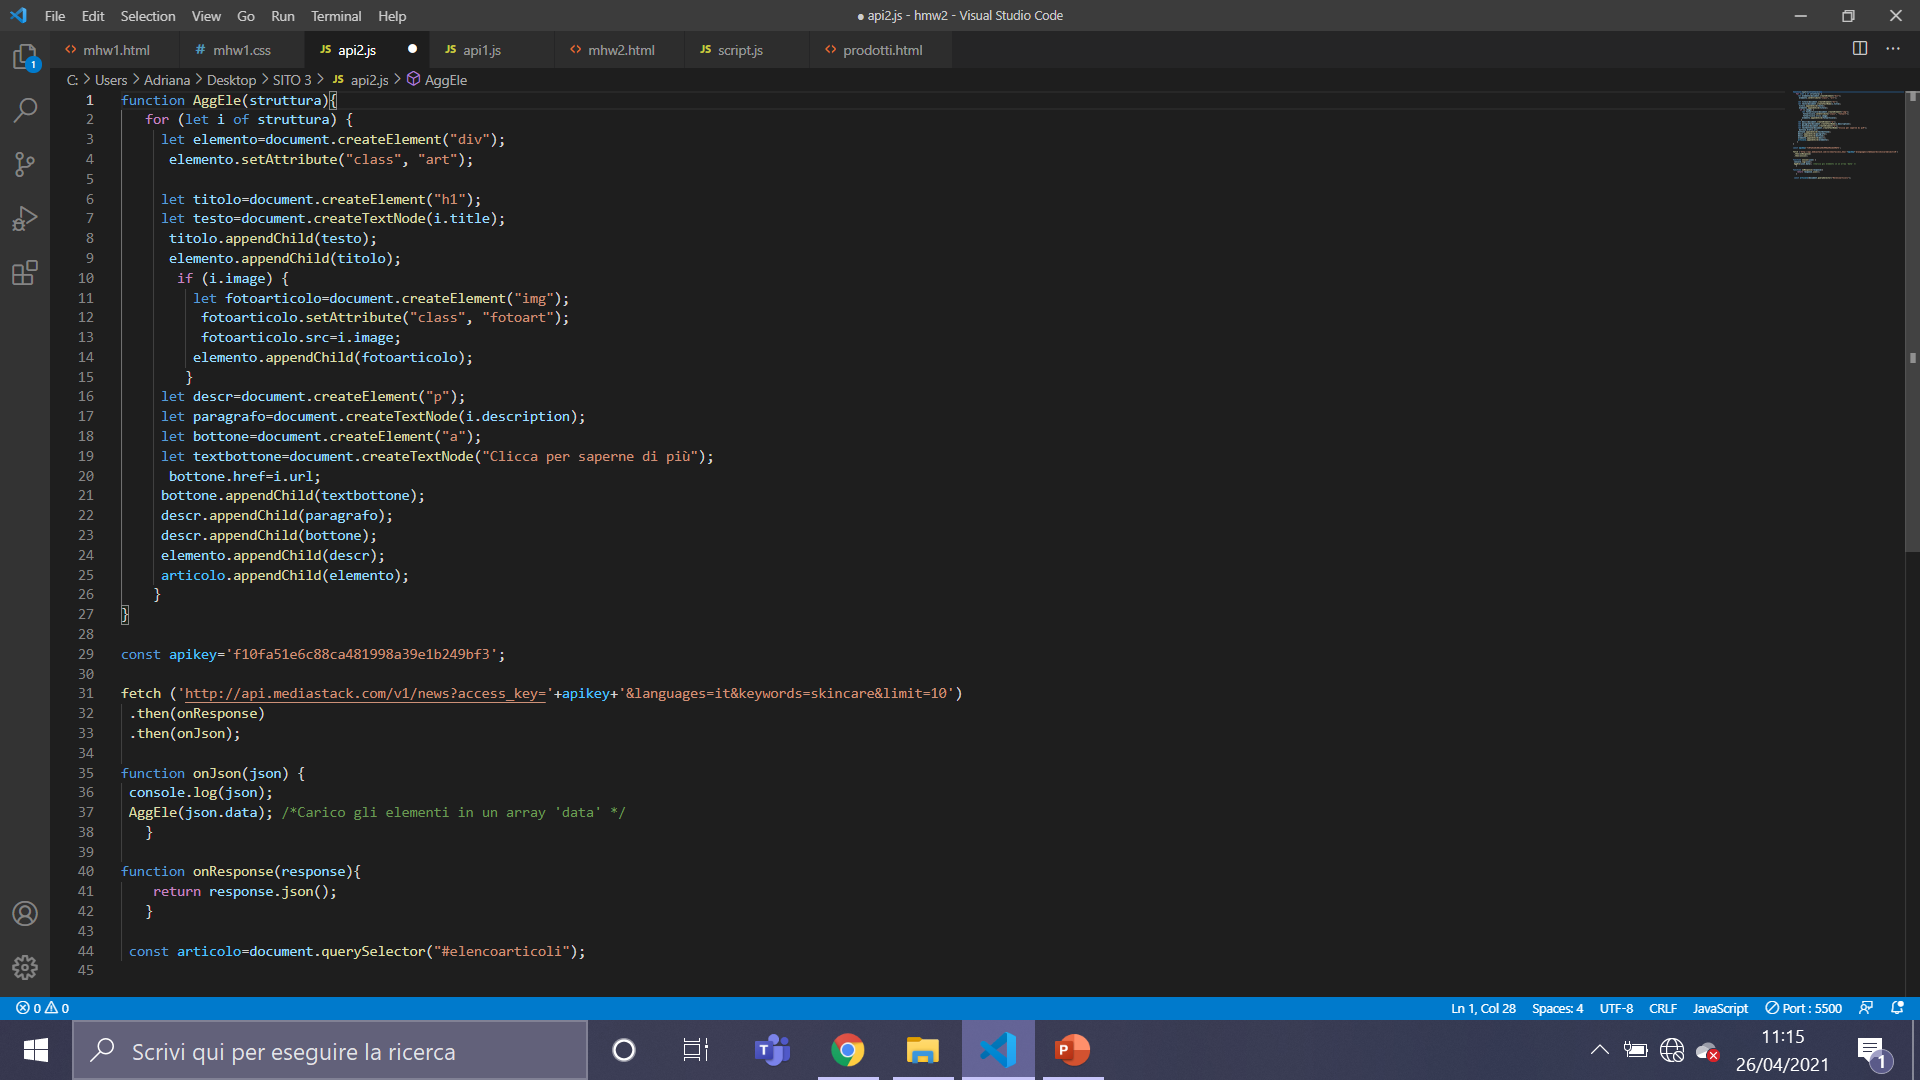 File Edit Selection View Go Run Terminal Help
● api2.js - hmw2 - Visual Studio Code
mhw1.html
# mhw1.css
JS api2.js ●
JS api1.js
mhw2.html
JS script.js
prodotti.html
C: > Users > Adriana > Desktop > SITO 3 > JS api2.js > AggEle
1 function AggEle(struttura){
2 for (let i of struttura) {
3 let elemento=document.createElement("div");
4 elemento.setAttribute("class", "art");
5
6 let titolo=document.createElement("h1");
7 let testo=document.createTextNode(i.title);
8 titolo.appendChild(testo);
9 elemento.appendChild(titolo);
10 if (i.image) {
11 let fotoarticolo=document.createElement("img");
12 fotoarticolo.setAttribute("class", "fotoart");
13 fotoarticolo.src=i.image;
14 elemento.appendChild(fotoarticolo);
15 }
16 let descr=document.createElement("p");
17 let paragrafo=document.createTextNode(i.description);
18 let bottone=document.createElement("a");
19 let textbottone=document.createTextNode("Clicca per saperne di più");
20 bottone.href=i.url;
21 bottone.appendChild(textbottone);
22 descr.appendChild(paragrafo);
23 descr.appendChild(bottone);
24 elemento.appendChild(descr);
25 articolo.appendChild(elemento);
26 }
27 }
28
29 const apikey='f10fa51e6c88ca481998a39e1b249bf3';
30
31 fetch ('http://api.mediastack.com/v1/news?access_key='+apikey+'&languages=it&keywords=skincare&limit=10')
32 .then(onResponse)
33 .then(onJson);
34
35 function onJson(json) {
36 console.log(json);
37 AggEle(json.data); /*Carico gli elementi in un array 'data' */
38 }
39
40 function onResponse(response){
41 return response.json();
42 }
43
44 const articolo=document.querySelector("#elencoarticoli");
45
1
0 0
Ln 1, Col 28 Spaces: 4 UTF-8 CRLF JavaScript Port : 5500
Scrivi qui per eseguire la ricerca
11:15
26/04/2021
1